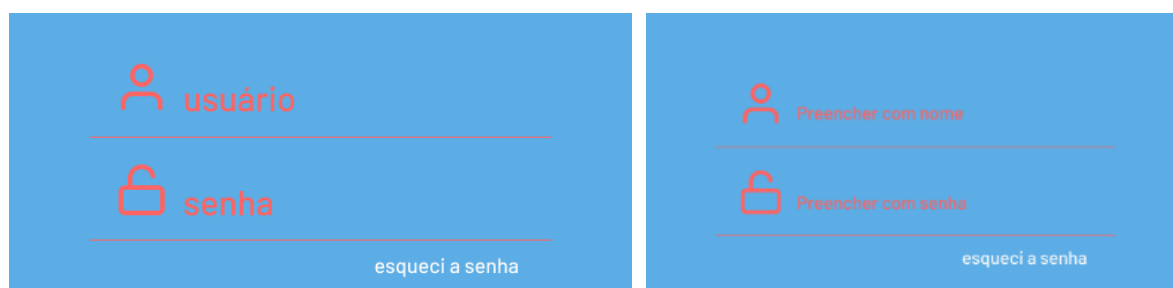 usuário
senha
esqueci a senha
Preencher com nome
Preencher com senha
esqueci a senha